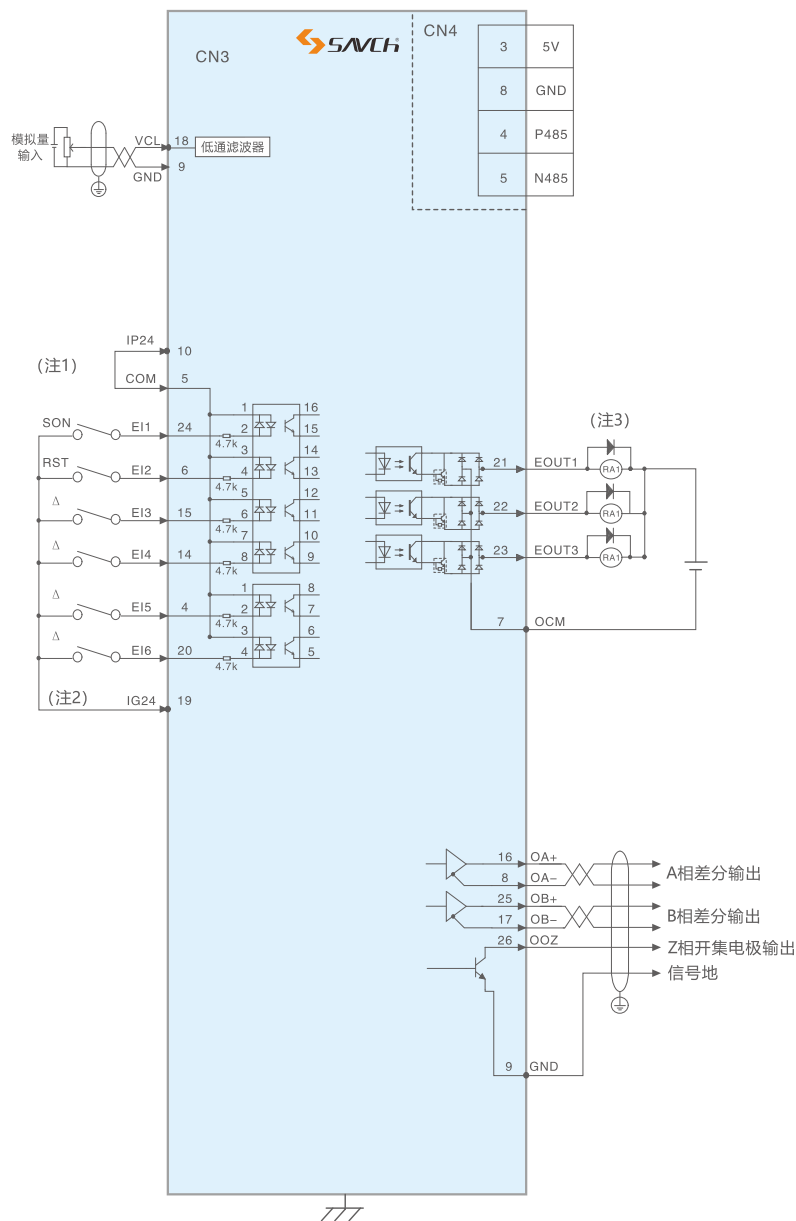 CN3
SAVCH®
CN4
3 5V
8 GND
4 P485
5 N485
模拟量
输入
VCL 18
低通滤波器
GND 9
IP24 10
(注1)
COM 5
SON EI1 24
4.7k
1 16
2 15
RST EI2 6
4.7k
3 14
4 13
Δ EI3 15
4.7k
5 12
6 11
Δ EI4 14
4.7k
7 10
8 9
Δ EI5 4
4.7k
1 8
2 7
Δ EI6 20
4.7k
3 6
4 5
(注2)
IG24 19
(注3)
21 EOUT1 RA1
22 EOUT2 RA1
23 EOUT3 RA1
7 OCM
16 OA+
8 OA-
A相差分输出
25 OB+
17 OB-
B相差分输出
26 OOZ
Z相开集电极输出
信号地
9 GND